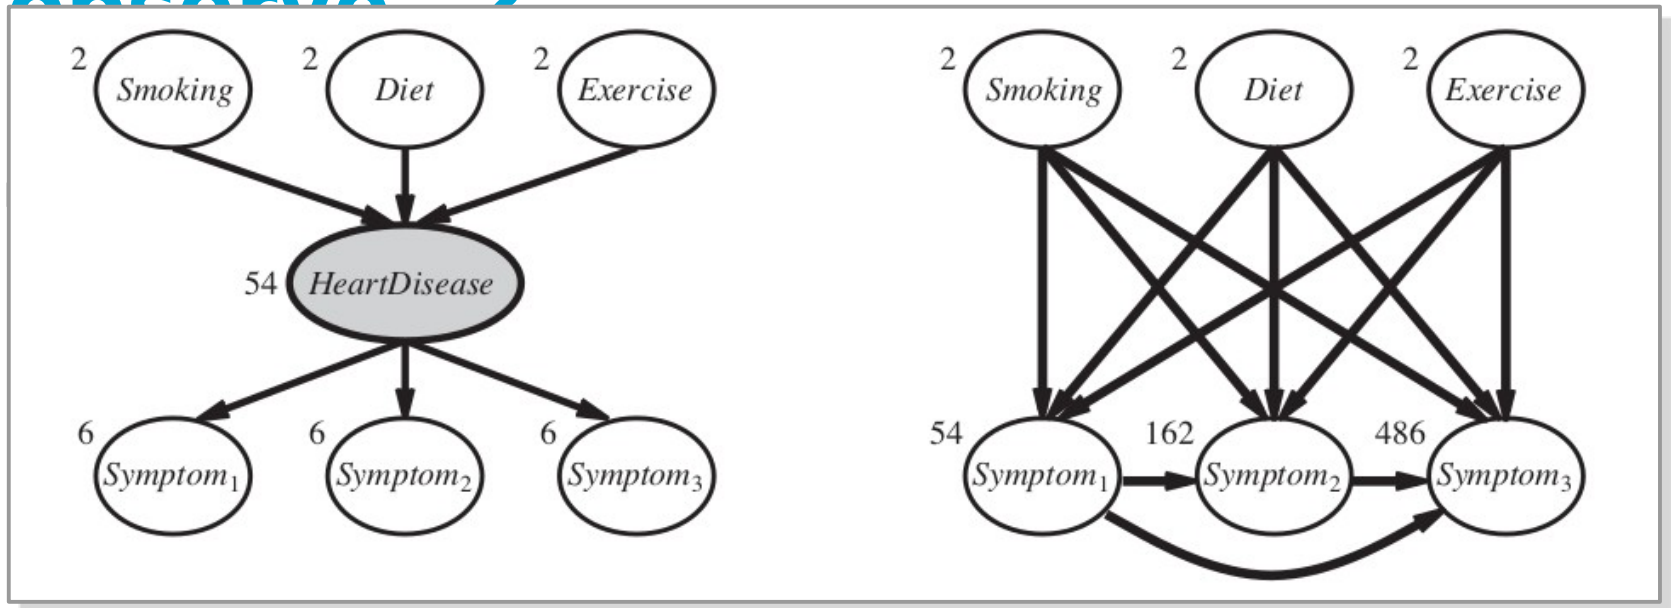 2 Smoking 2 Diet 2 Exercise
54 HeartDisease
6 Symptom1 6 Symptom2 6 Symptom3
2 Smoking 2 Diet 2 Exercise
54 Symptom1 162 Symptom2 486 Symptom3